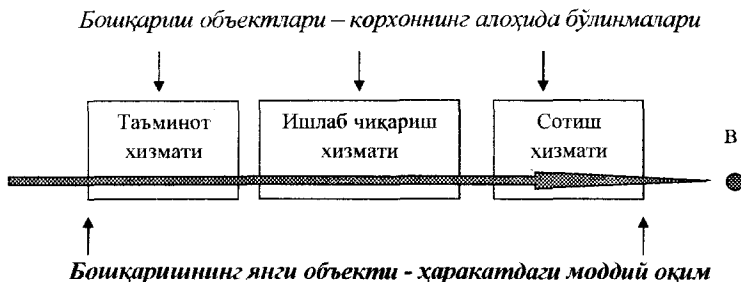 Бошқариш объектлари – корхоннинг алоҳида бўлинмалари
Таъминот
хизмати
Ишлаб чиқариш
хизмати
Сотиш
хизмати
В
Бошқаришнинг янги объекти - ҳаракатдаги моддий оқим